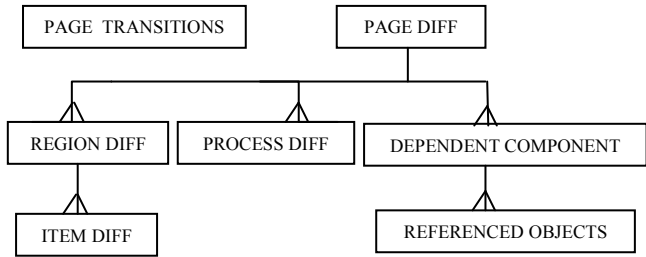 PAGE TRANSITIONS
PAGE DIFF
REGION DIFF
PROCESS DIFF
DEPENDENT COMPONENT
ITEM DIFF
REFERENCED OBJECTS